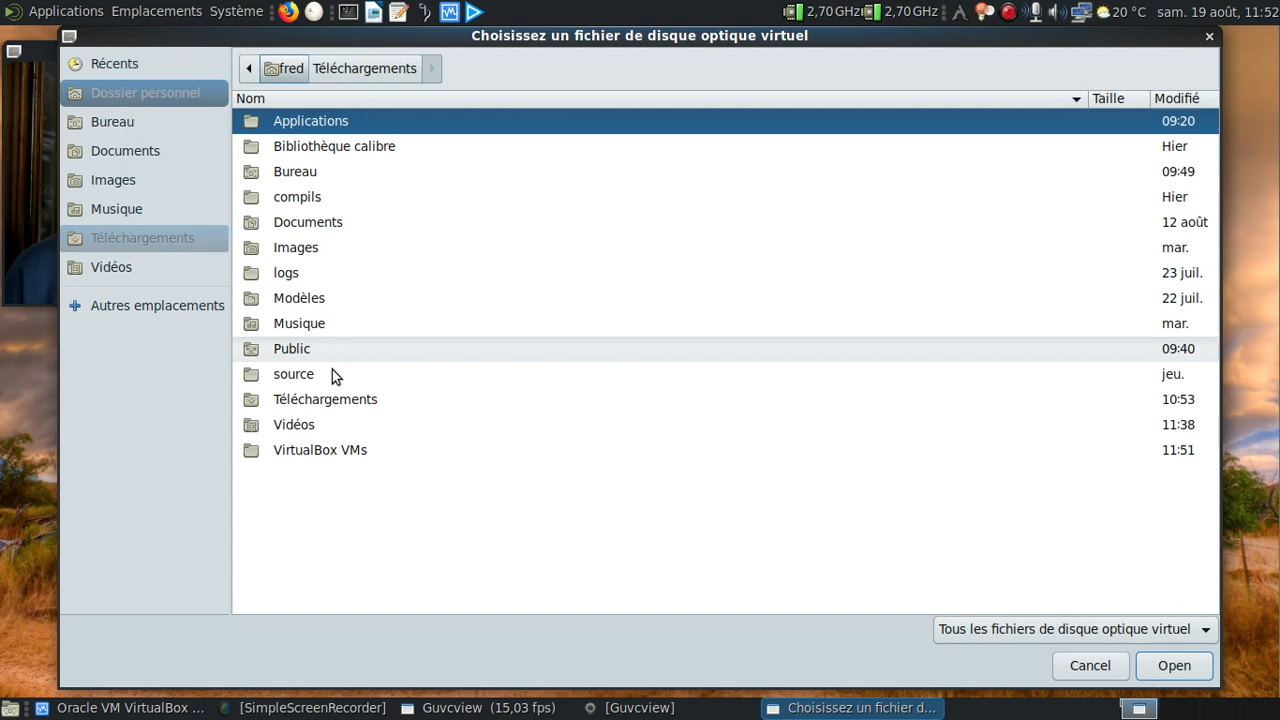 Applications Emplacements Système 2,70 GHz 2,70 GHz 20 °C sam. 19 août, 11:52
Choisissez un fichier de disque optique virtuel
Récents
Dossier personnel
Bureau
Documents
Images
Musique
Téléchargements
Vidéos
Autres emplacements
fred Téléchargements
Nom Taille Modifié
Applications 09:20
Bibliothèque calibre Hier
Bureau 09:49
compils Hier
Documents 12 août
Images mar.
logs 23 juil.
Modèles 22 juil.
Musique mar.
Public 09:40
source jeu.
Téléchargements 10:53
Vidéos 11:38
VirtualBox VMs 11:51
Tous les fichiers de disque optique virtuel
Cancel Open
Oracle VM VirtualBox ... [SimpleScreenRecorder] Guvcview (15,03 fps) [Guvcview] Choisissez un fichier d...